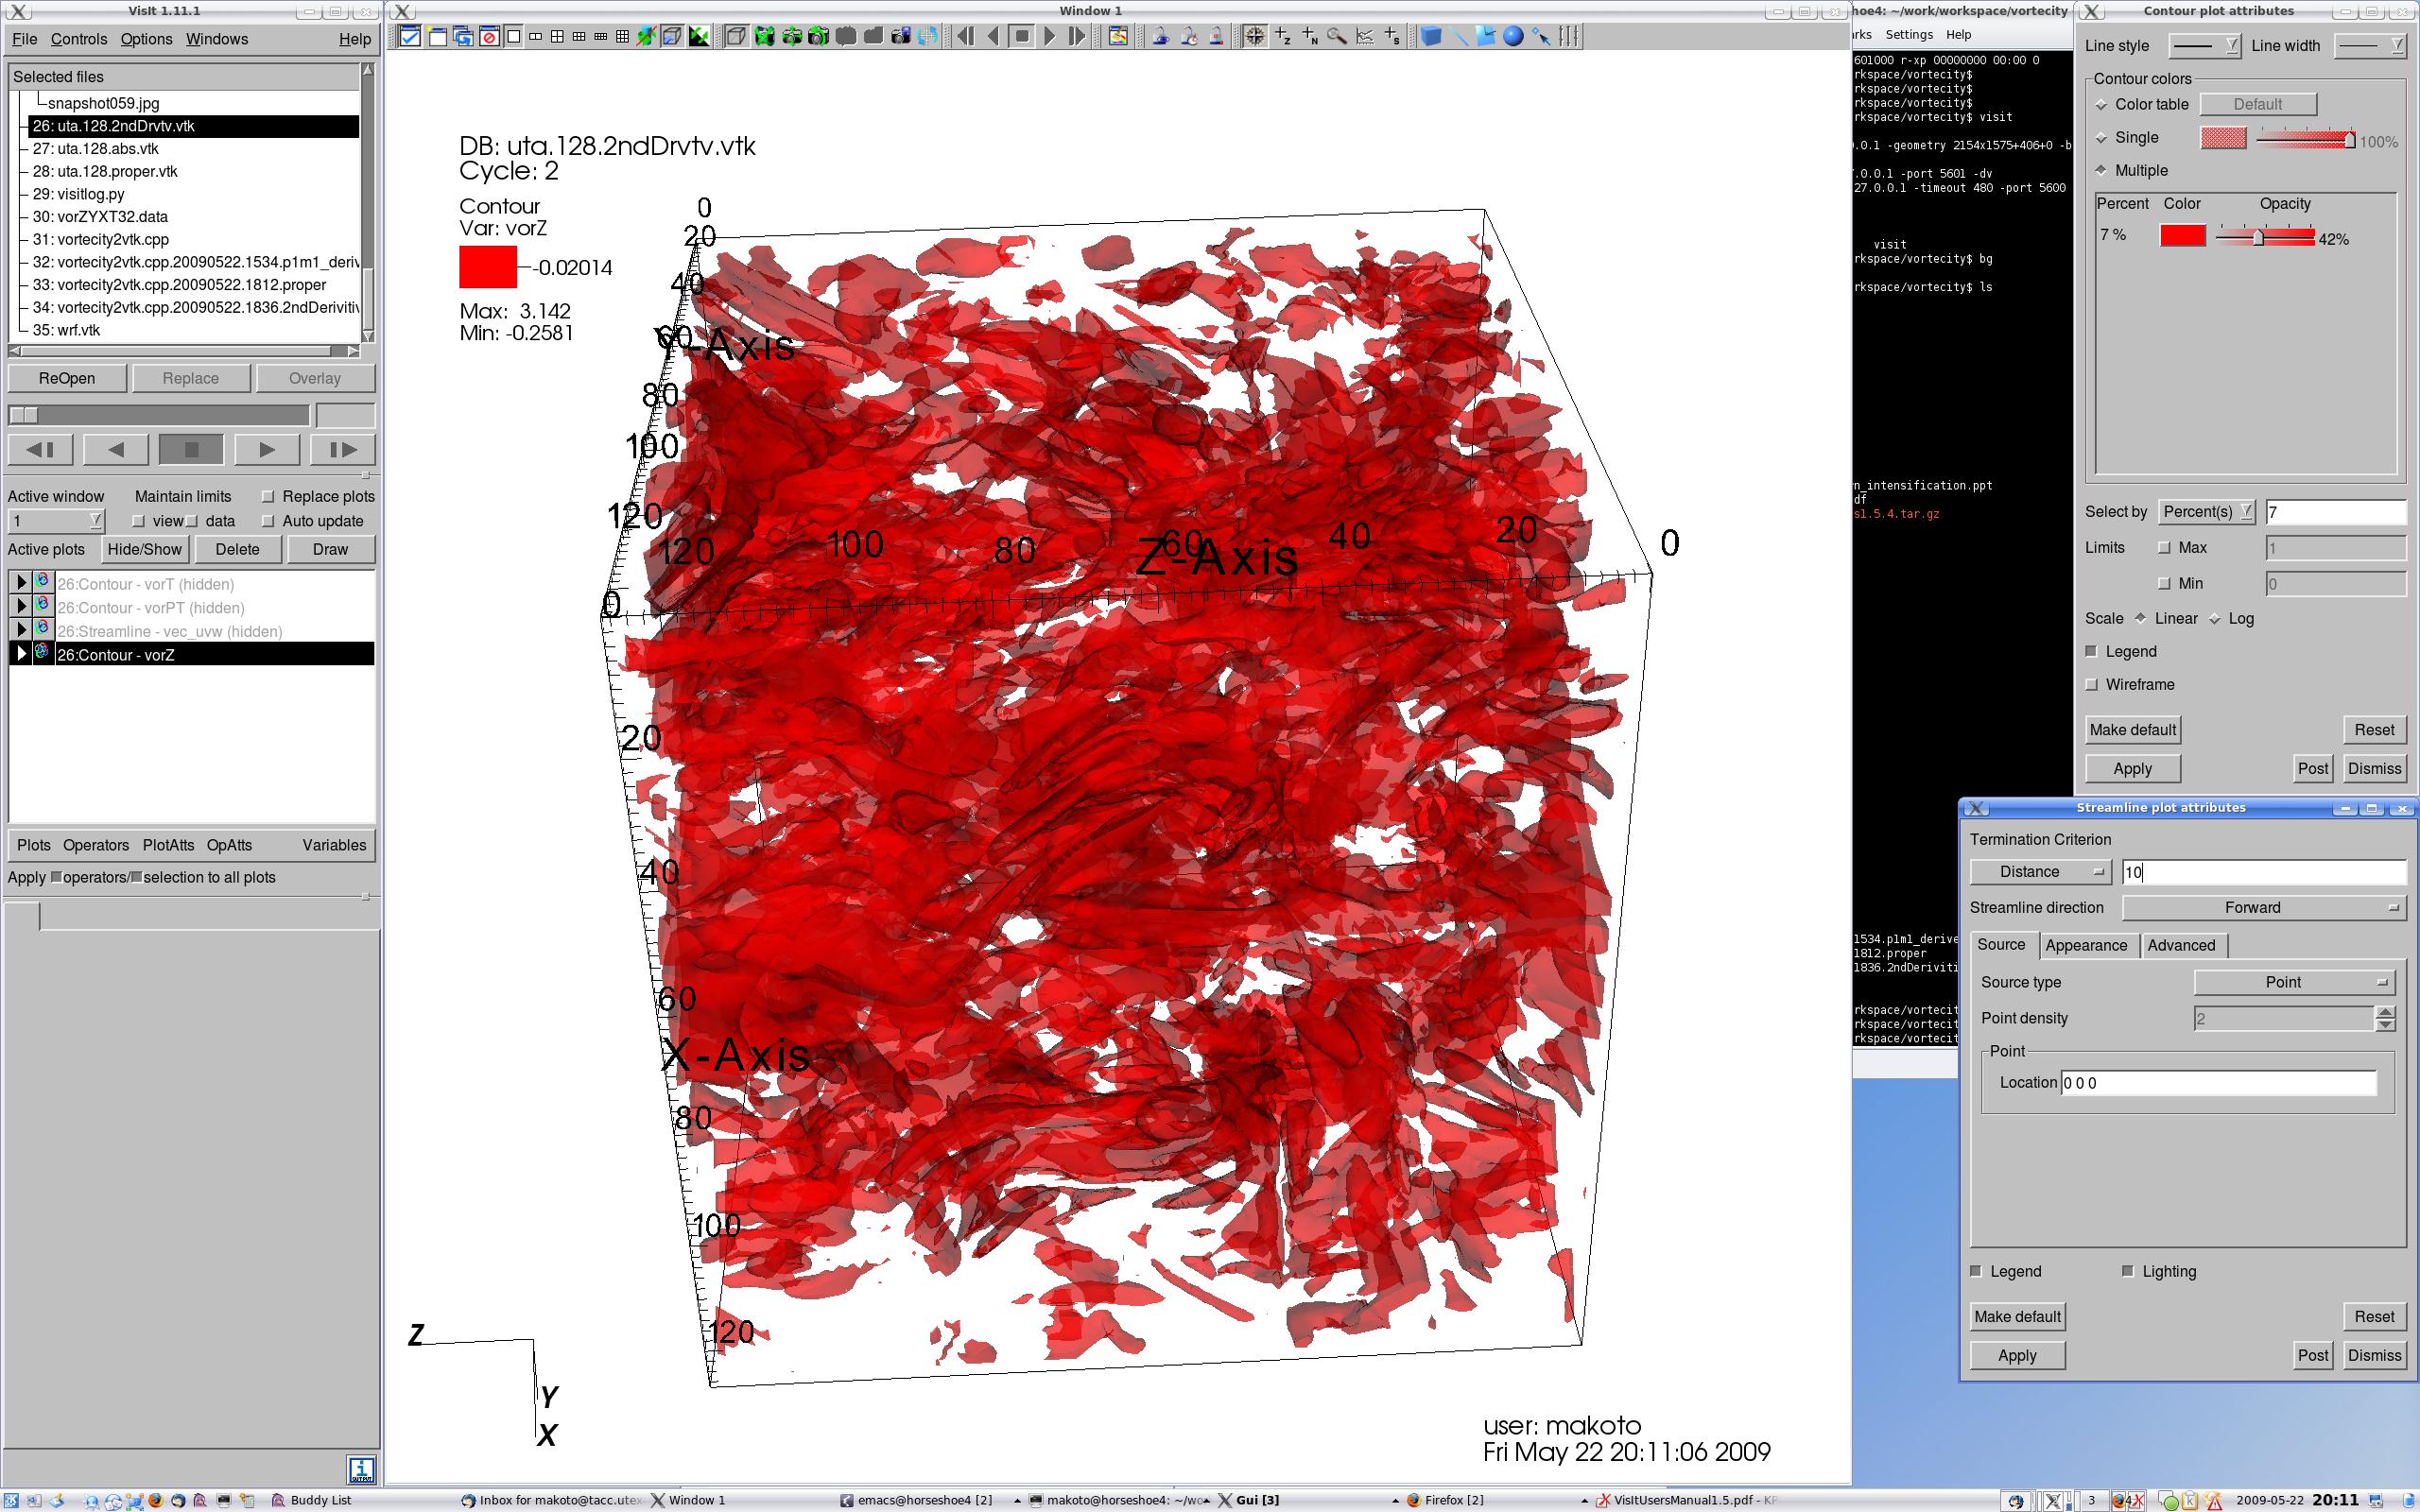 VisIt 1.11.1
File Controls Options Windows Help
Selected files
snapshot059.jpg
26: uta.128.2ndDrvtv.vtk
27: uta.128.abs.vtk
28: uta.128.proper.vtk
29: visitlog.py
30: vorZYXT32.data
31: vortecity2vtk.cpp
32: vortecity2vtk.cpp.20090522.1534.p1m1_deriv
33: vortecity2vtk.cpp.20090522.1812.proper
34: vortecity2vtk.cpp.20090522.1836.2ndDerivitiv
35: wrf.vtk
ReOpen Replace Overlay
Active window Maintain limits Replace plots
1 view data Auto update
Active plots Hide/Show Delete Draw
26:Contour - vorT (hidden)
26:Contour - vorPT (hidden)
26:Streamline - vec_uvw (hidden)
26:Contour - vorZ
Plots Operators PlotAtts OpAtts Variables
Apply operators/ selection to all plots
Window 1
DB: uta.128.2ndDrvtv.vtk
Cycle: 2
Contour
Var: vorZ
-0.02014
Max: 3.142
Min: -0.2581
0
20
40
60
Y-Axis
80
100
120
120 100 80 60 40 20 0
Z-Axis
0
20
40
60
X-Axis
80
100
120
Z
Y
X
user: makoto
Fri May 22 20:11:06 2009
hoe4: ~/work/workspace/vortecity
rks Settings Help
601000 r-xp 00000000 00:00 0
rkspace/vortecity$
rkspace/vortecity$
rkspace/vortecity$
rkspace/vortecity$ visit
.0.1 -geometry 2154x1575+406+0 -b
.0.0.1 -port 5601 -dv
27.0.0.1 -timeout 480 -port 5600
visit
rkspace/vortecity$ bg
rkspace/vortecity$ ls
n_intensification.ppt
df
s1.5.4.tar.gz
1534.p1m1_derive
1812.proper
1836.2ndDeriviti
rkspace/vortecit
rkspace/vortecit
rkspace/vortecit
Contour plot attributes
Line style Line width
Contour colors
Color table Default
Single 100%
Multiple
Percent Color Opacity
7 % 42%
Select by Percent(s) 7
Limits Max 1
Min 0
Scale Linear Log
Legend
Wireframe
Make default Reset
Apply Post Dismiss
Streamline plot attributes
Termination Criterion
Distance 10
Streamline direction Forward
Source Appearance Advanced
Source type Point
Point density 2
Point
Location 0 0 0
Legend Lighting
Make default Reset
Apply Post Dismiss
Buddy List
Inbox for makoto@tacc.utex
Window 1
emacs@horseshoe4 [2]
makoto@horseshoe4: ~/wo
Gui [3]
Firefox [2]
VisItUsersManual1.5.pdf - KP
3
2009-05-22 20:11